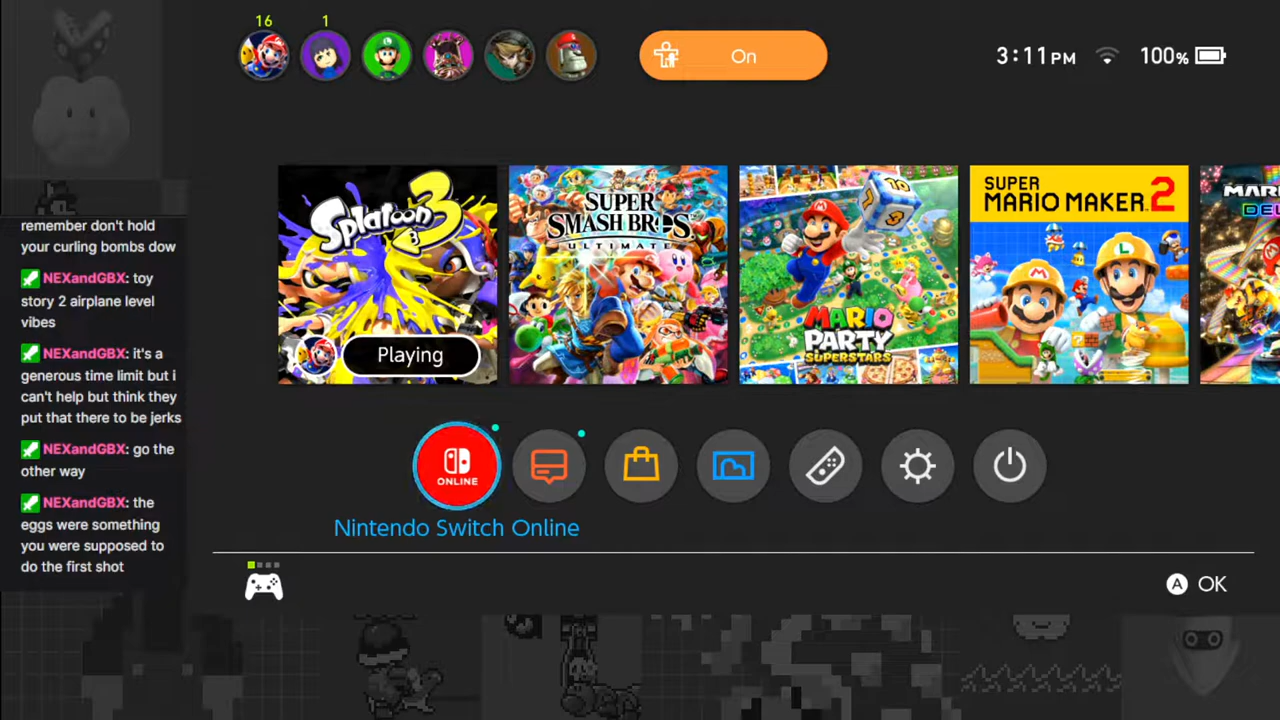 16
1
On
3:11PM
100%
Splatoon
3
Playing
SUPER
SMASH BROS.
ULTIMATE
MARIO
PARTY
SUPERSTARS
SUPER
MARIO MAKER 2
remember don't hold
your curling bombs dow
NEXandGBX: toy
story 2 airplane level
vibes
NEXandGBX: it's a
generous time limit but i
can't help but think they
put that there to be jerks
NEXandGBX: go the
other way
NEXandGBX: the
eggs were something
you were supposed to
do the first shot
ONLINE
Nintendo Switch Online
A OK